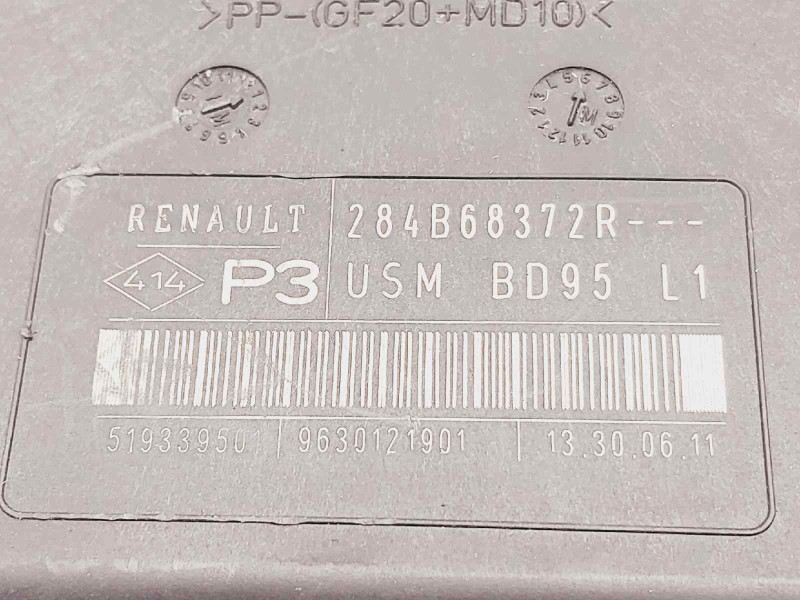 >PP-(GF20+MD10)<
RENAULT 284B68372R---
414 P3 USM BD95 L1
519339501 9630121901 13.30.06.11